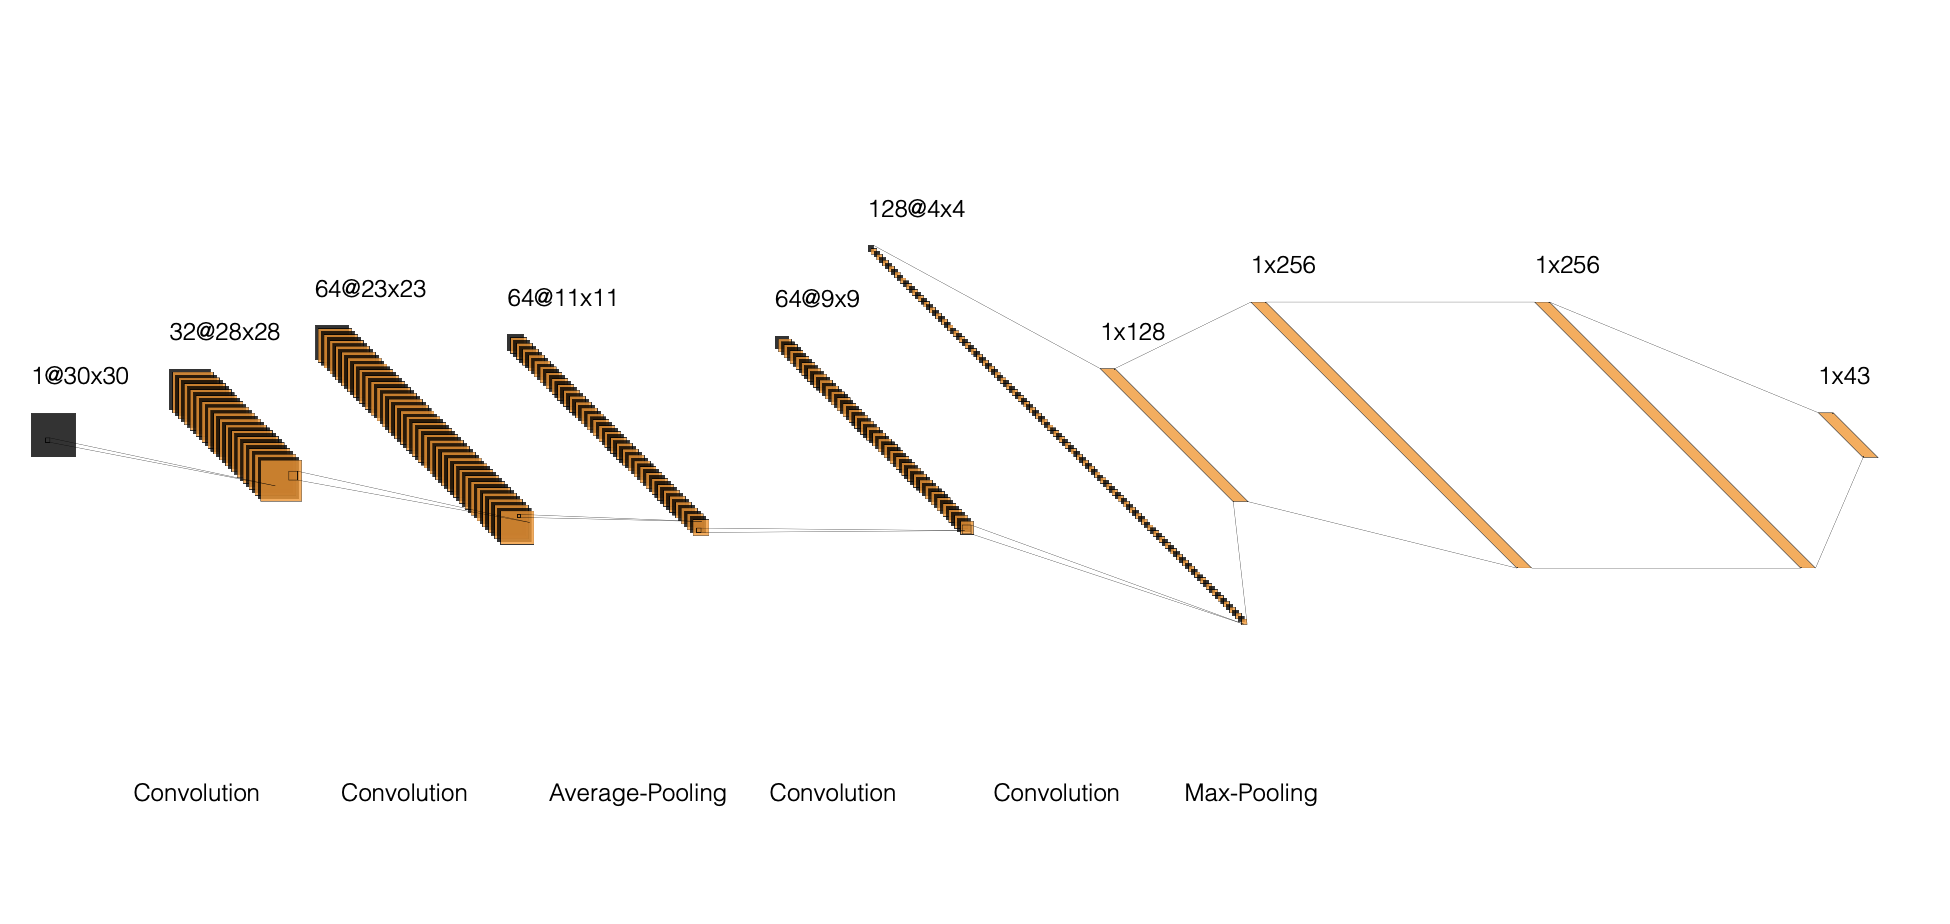 1@30x30
32@28x28
64@23x23
64@11x11
64@9x9
128@4x4
1x128
1x256
1x256
1x43
Convolution
Convolution
Average-Pooling
Convolution
Convolution
Max-Pooling